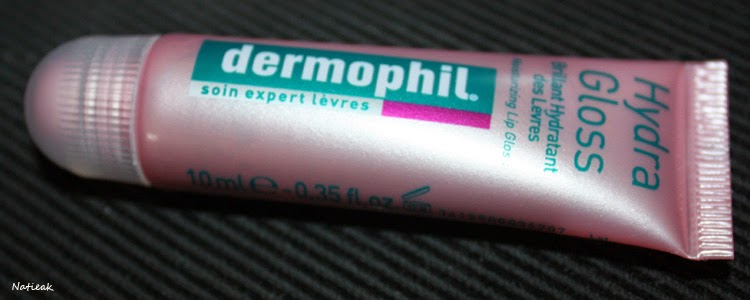 dermophil.
soin expert lèvres
Hydra
Gloss
Brillant Hydratant
des Lèvres
Moisturizing Lip Gloss
10 ml e - 0.35 fl.oz
Natieak